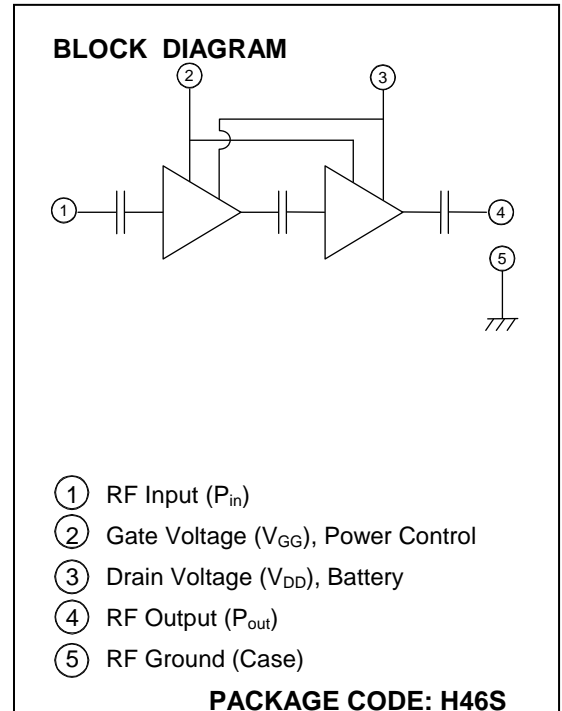 BLOCK DIAGRAM
2
3
1
4
5
1 RF Input (Pin)
2 Gate Voltage (VGG), Power Control
3 Drain Voltage (VDD), Battery
4 RF Output (Pout)
5 RF Ground (Case)
PACKAGE CODE: H46S